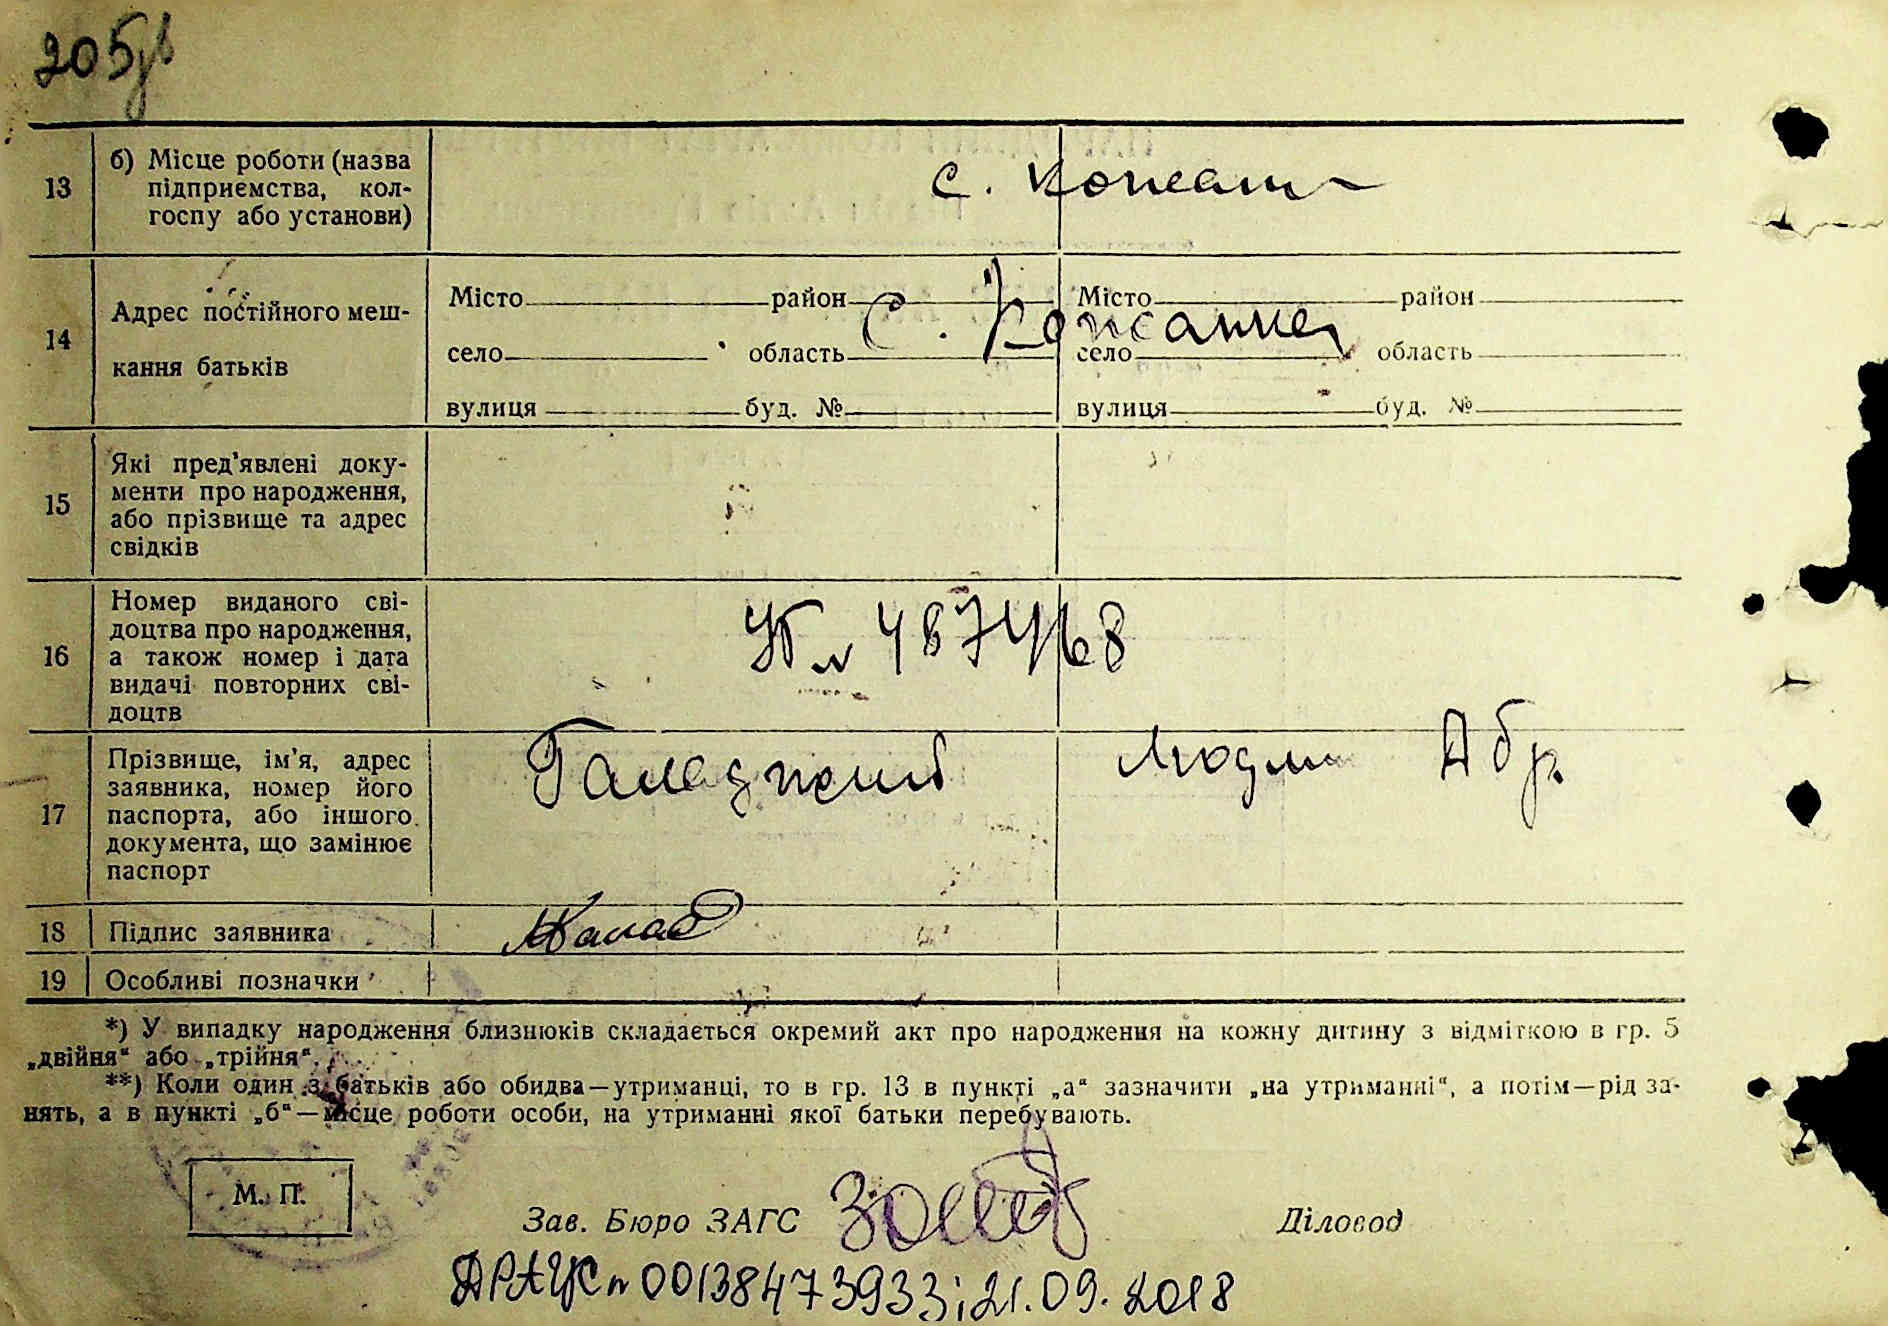 205
13 б) Місце роботи (назва
підприємства, кол-
госпу або установи)
с.
14 Адрес постійного меш-
кання батьків
Місто район Місто район
с. Кожанка
село область село область
вулиця буд. № вулиця буд. №
15 Які пред'явлені доку-
менти про народження,
або прізвище та адрес
свідків
16 Номер виданого сві-
доцтва про народження,
а також номер і дата
видачі повторних сві-
доцтв
17 Прізвище, ім'я, адрес
заявника, номер його
паспорта, або іншого
документа, що замінює
паспорт
Абр.
18 Підпис заявника
19 Особливі позначки
*) У випадку народження близнюків складається окремий акт про народження на кожну дитину з відміткою в гр. 5
„двійня“ або „трійня“.
**) Коли один з батьків або обидва—утриманці, то в гр. 13 в пункті „а“ зазначити „на утриманні“, а потім—рід за-
нять, а в пункті „б“—місце роботи особи, на утриманні якої батьки перебувають.
М. П.
Зав. Бюро ЗАГС Діловод
ДРАЦС № 00138473933; 21.09.2018